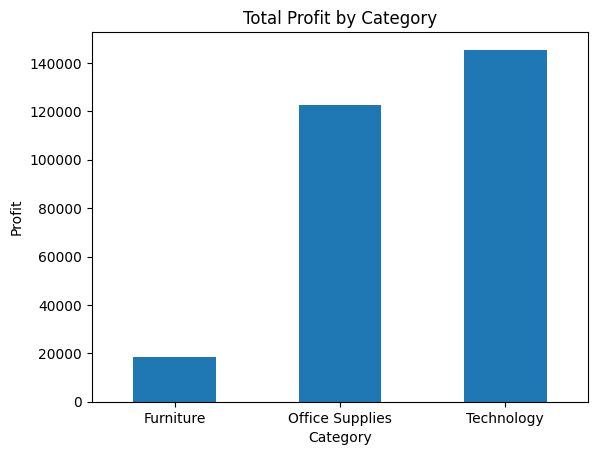 Total Profit by Category
140000
120000
100000
80000
60000
40000
20000
0
Profit
Furniture
Office Supplies
Technology
Category